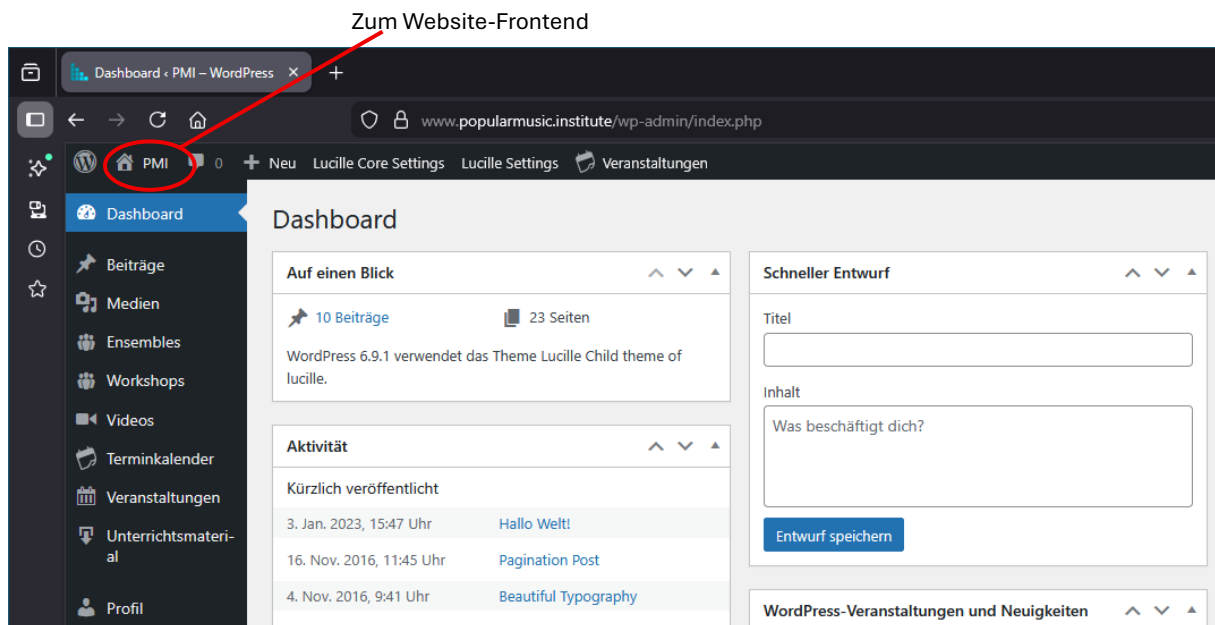 Zum Website-Frontend
Dashboard ‹ PMI – WordPress
www.popularmusic.institute/wp-admin/index.php
PMI 0 Neu Lucille Core Settings Lucille Settings Veranstaltungen
Dashboard
Beiträge
Medien
Ensembles
Workshops
Videos
Terminkalender
Veranstaltungen
Unterrichtsmateri-
al
Profil
Dashboard
Auf einen Blick
10 Beiträge 23 Seiten
WordPress 6.9.1 verwendet das Theme Lucille Child theme of
lucille.
Aktivität
Kürzlich veröffentlicht
3. Jan. 2023, 15:47 Uhr Hallo Welt!
16. Nov. 2016, 11:45 Uhr Pagination Post
4. Nov. 2016, 9:41 Uhr Beautiful Typography
Schneller Entwurf
Titel
Inhalt
Was beschäftigt dich?
Entwurf speichern
WordPress-Veranstaltungen und Neuigkeiten